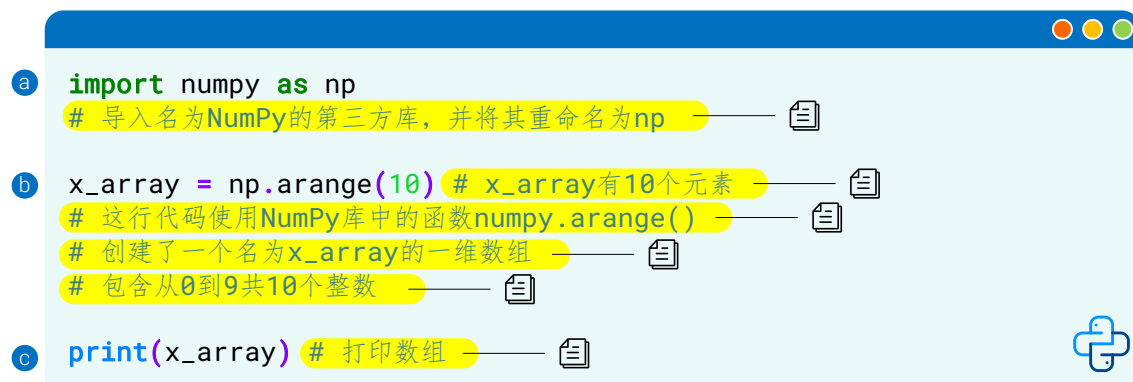 a import numpy as np
# 导入名为NumPy的第三方库，并将其重命名为np
b x_array = np.arange(10) # x_array有10个元素
# 这行代码使用NumPy库中的函数numpy.arange()
# 创建了一个名为x_array的一维数组
# 包含从0到9共10个整数
c print(x_array) # 打印数组